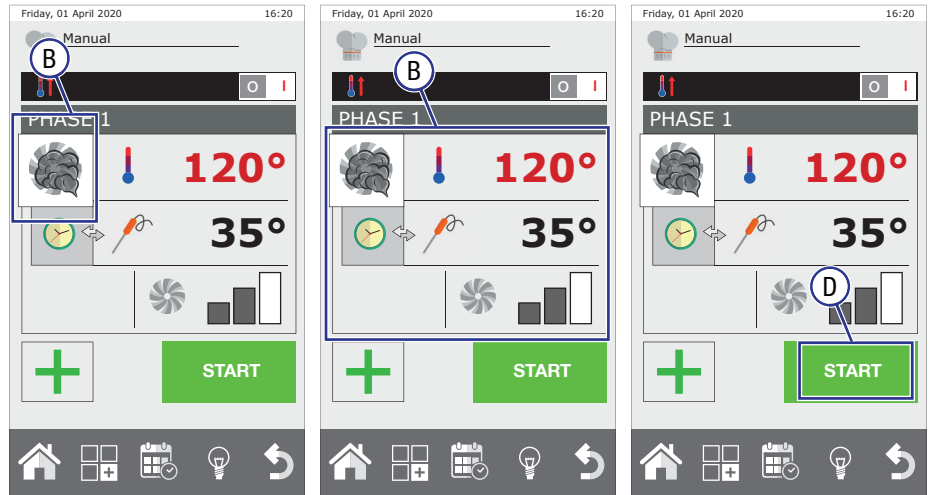 Friday, 01 April 2020 16:20
Manual
B
O I
PHASE 1
120°
35°
START
Friday, 01 April 2020 16:20
Manual
B
O I
PHASE 1
120°
35°
START
Friday, 01 April 2020 16:20
Manual
O I
PHASE 1
120°
35°
D
START